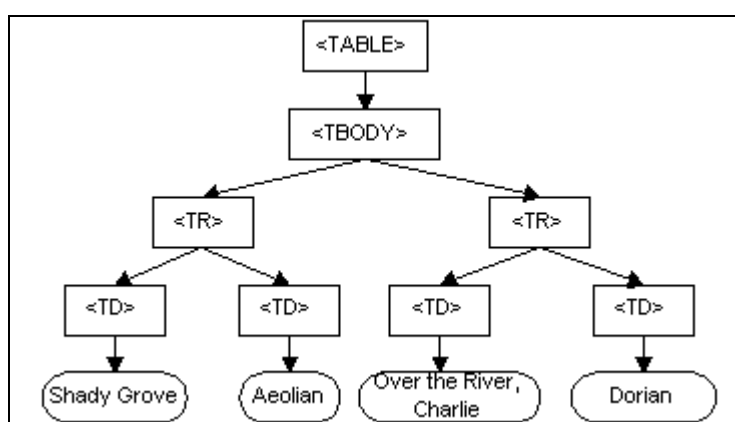 <TABLE>
<TBODY>
<TR>
<TR>
<TD>
<TD>
<TD>
<TD>
Shady Grove
Aeolian
Over the River,
Charlie
Dorian